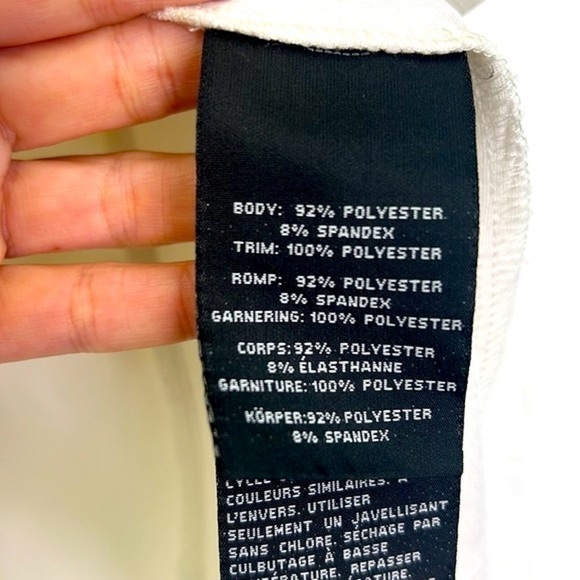 BODY: 92% POLYESTER
8% SPANDEX
TRIM: 100% POLYESTER
ROMP: 92% POLYESTER
8% SPANDEX
GARNERING: 100% POLYESTER
CORPS: 92% POLYESTER
8% ÉLASTHANNE
GARNITURE: 100% POLYESTER
KÖRPER: 92% POLYESTER
8% SPANDEX
COULEURS SIMILAIRES. À
L'ENVERS. UTILISER
SEULEMENT UN JAVELLISANT
SANS CHLORE. SÉCHAGE PAR
CULBUTAGE À BASSE
REPASSER